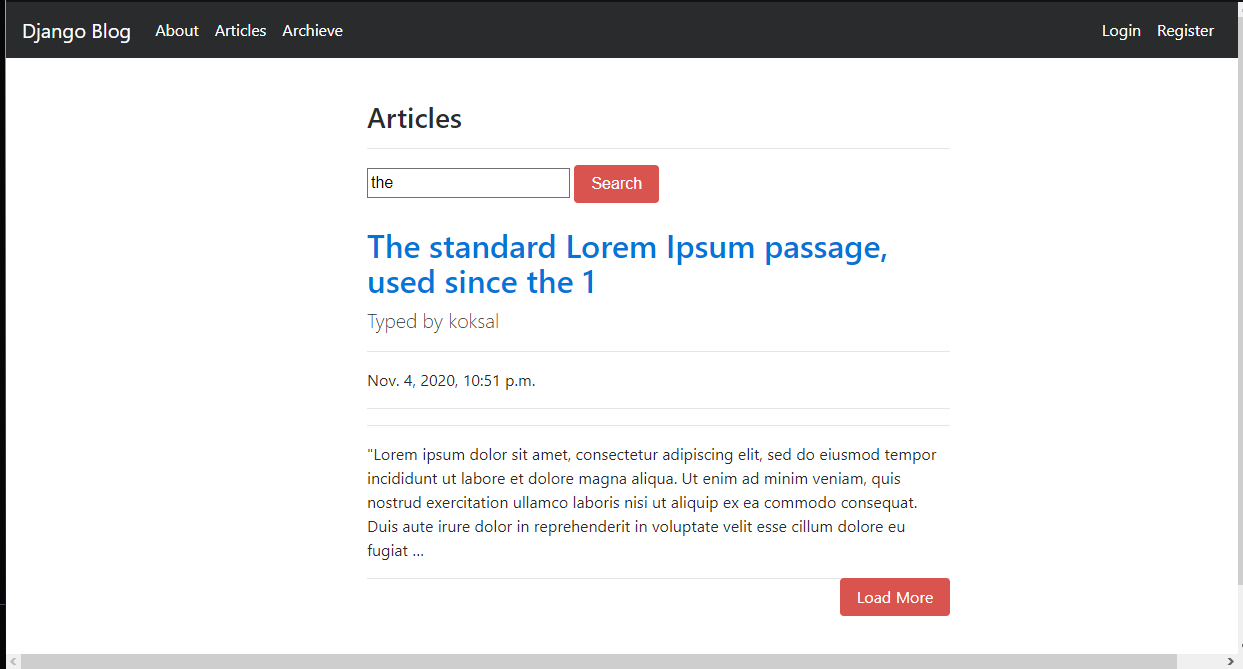 Django Blog About Articles Archieve Login Register
Articles
the Search
The standard Lorem Ipsum passage,
used since the 1
Typed by koksal
Nov. 4, 2020, 10:51 p.m.
"Lorem ipsum dolor sit amet, consectetur adipiscing elit, sed do eiusmod tempor
incididunt ut labore et dolore magna aliqua. Ut enim ad minim veniam, quis
nostrud exercitation ullamco laboris nisi ut aliquip ex ea commodo consequat.
Duis aute irure dolor in reprehenderit in voluptate velit esse cillum dolore eu
fugiat ...
Load More